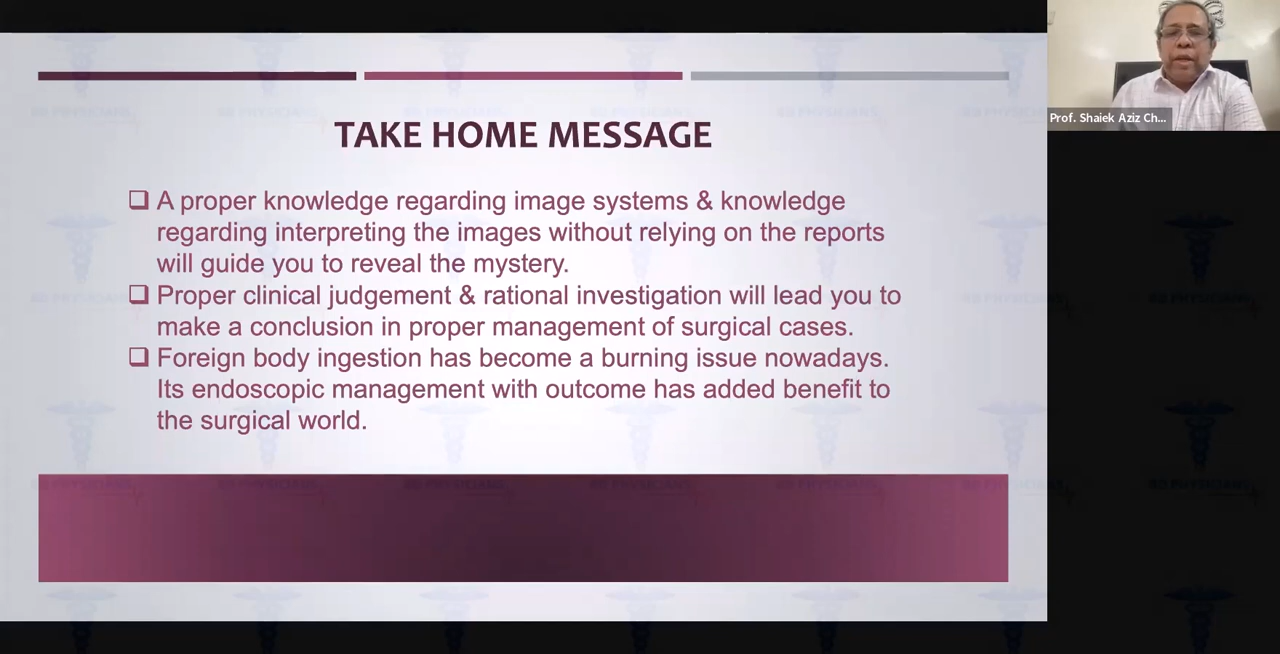 TAKE HOME MESSAGE
❑ A proper knowledge regarding image systems & knowledge
regarding interpreting the images without relying on the reports
will guide you to reveal the mystery.
❑ Proper clinical judgement & rational investigation will lead you to
make a conclusion in proper management of surgical cases.
❑ Foreign body ingestion has become a burning issue nowadays.
Its endoscopic management with outcome has added benefit to
the surgical world.
Prof. Shaiek Aziz Ch...
BD PHYSICIANS